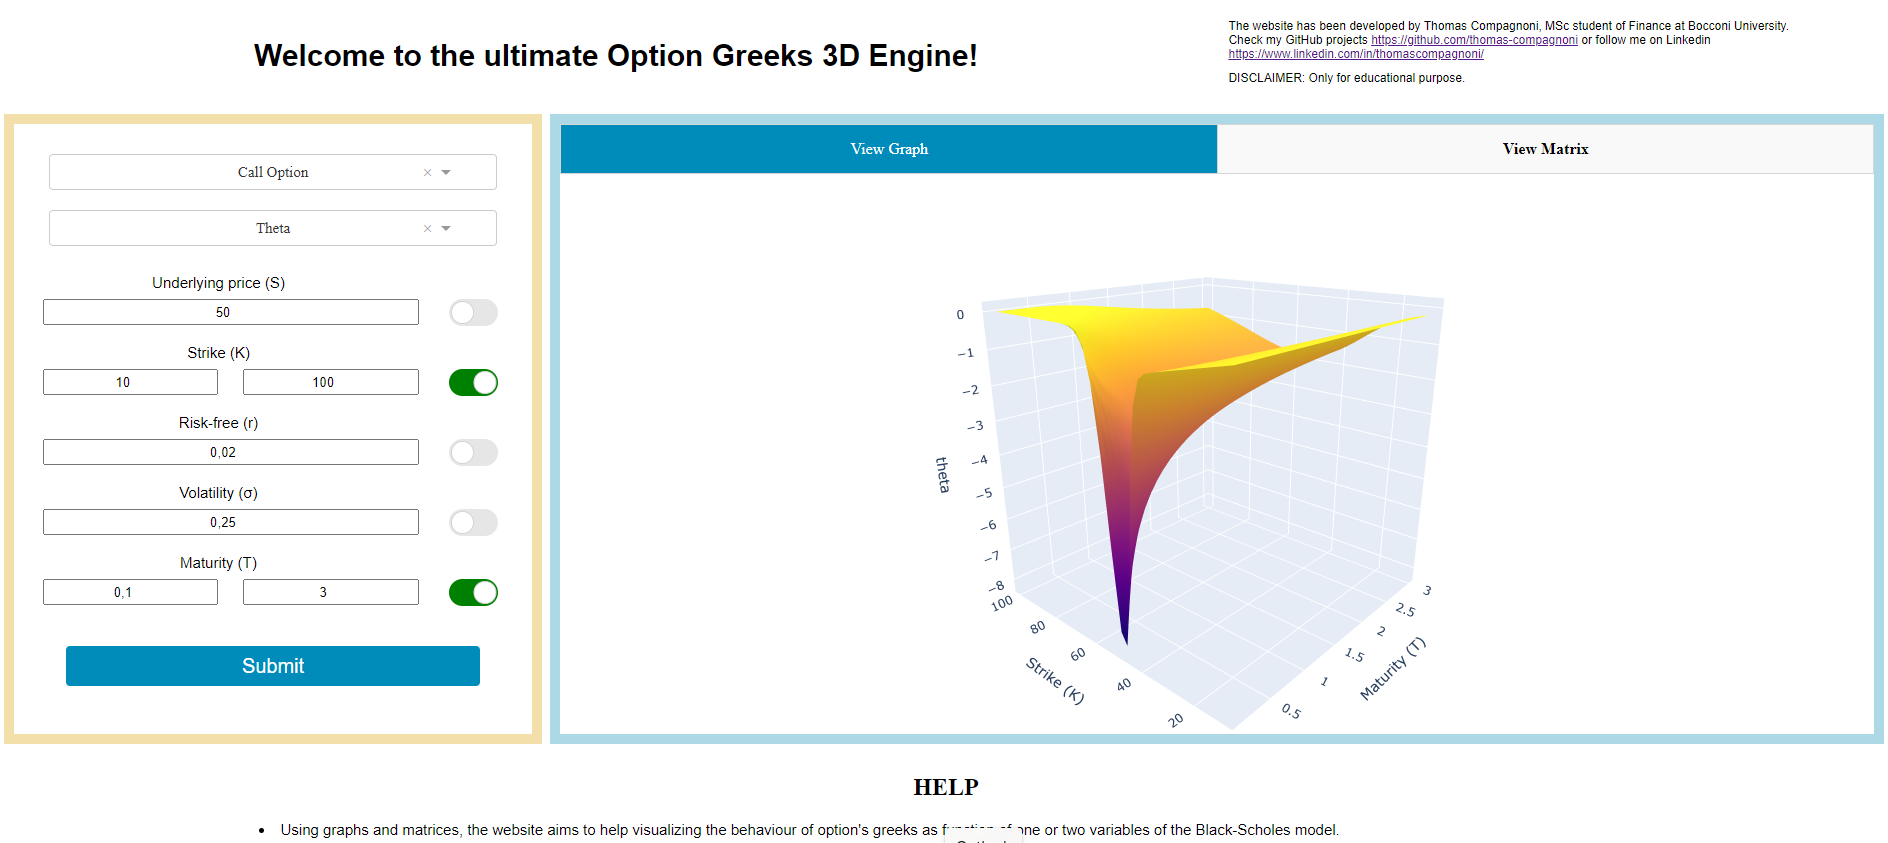 Welcome to the ultimate Option Greeks 3D Engine!
The website has been developed by Thomas Compagnoni, MSc student of Finance at Bocconi University.
Check my GitHub projects https://github.com/thomas-compagnoni or follow me on Linkedin
https://www.linkedin.com/in/thomascompagnoni/
DISCLAIMER: Only for educational purpose.
Call Option
Theta
Underlying price (S)
50
Strike (K)
10 100
Risk-free (r)
0,02
Volatility (σ)
0,25
Maturity (T)
0,1 3
Submit
View Graph View Matrix
0
−1
−2
−3
−4
−5
−6
−7
−8
theta
100
80
60
40
20
Strike (K)
3
2.5
2
1.5
1
0.5
Maturity (T)
HELP
• Using graphs and matrices, the website aims to help visualizing the behaviour of option's greeks as function of one or two variables of the Black-Scholes model.